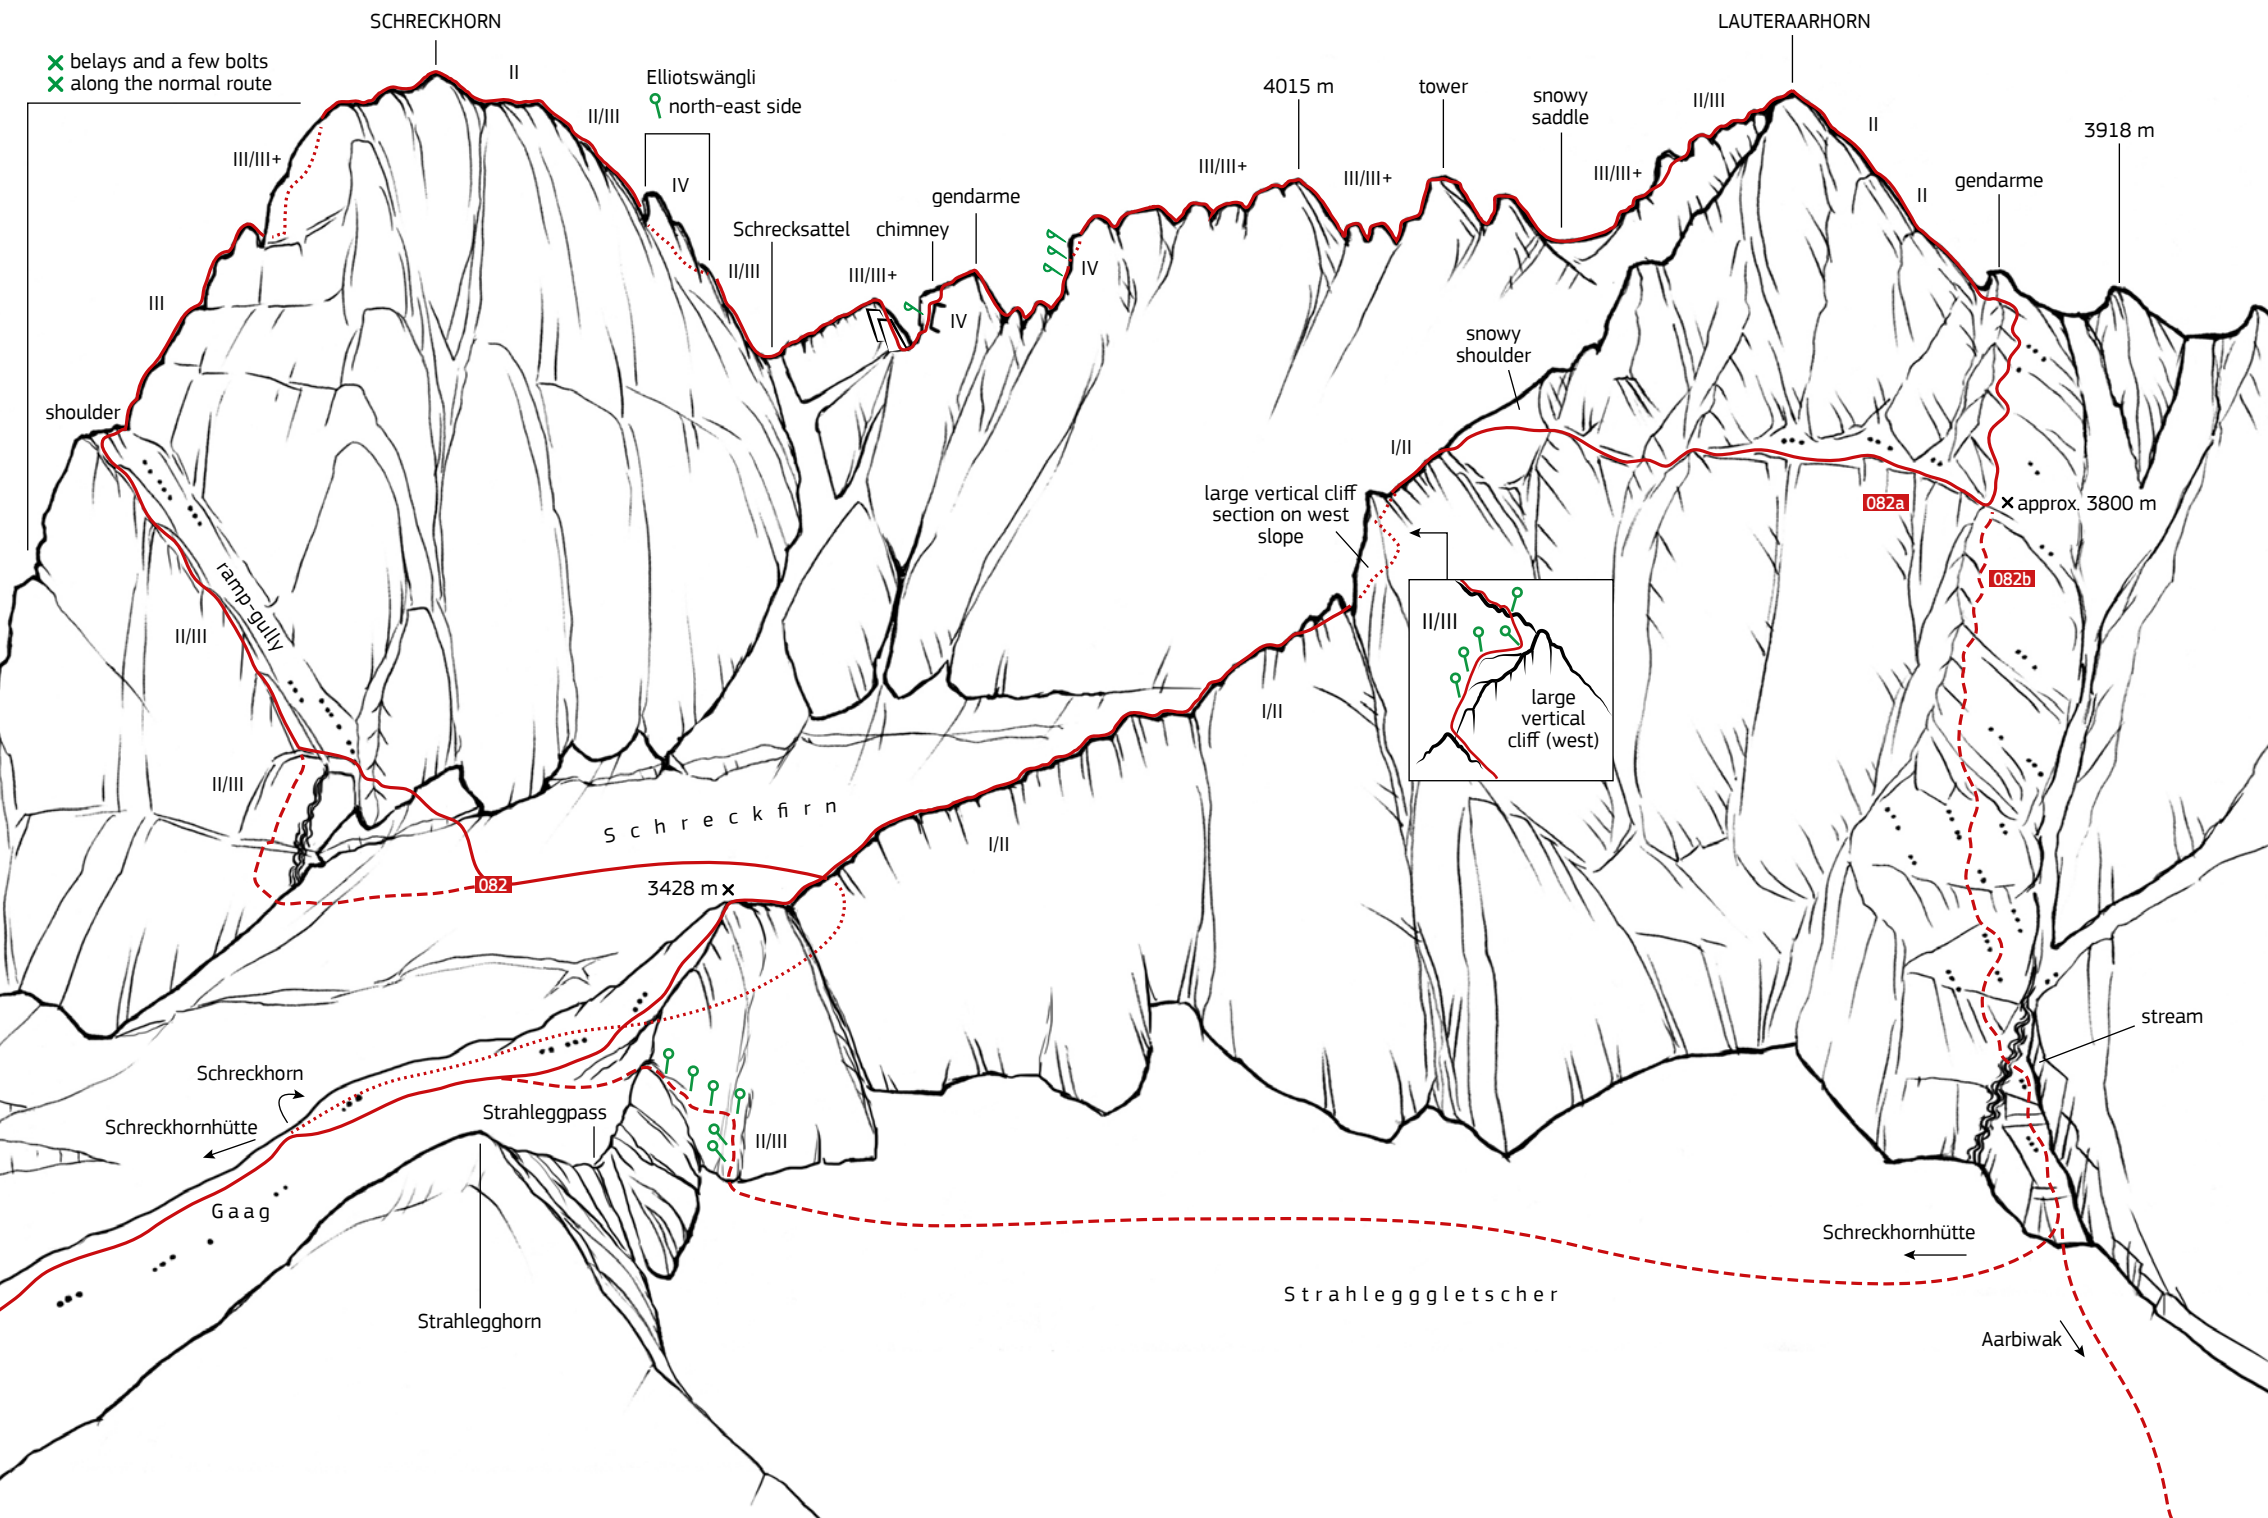 SCHRECKHORN
LAUTERAARHORN
belays and a few bolts
along the normal route
II
Elliotswängli
north-east side
4015 m
tower
snowy
saddle
II/III
II
3918 m
II/III
III/III+
IV
III/III+
III/III+
III/III+
II
gendarme
gendarme
Schrecksattel
chimney
II/III
III/III+
IV
IV
III
snowy
shoulder
shoulder
I/II
large vertical cliff
section on west
slope
082a
approx. 3800 m
082b
ramp-gully
II/III
II/III
large
vertical
cliff (west)
I/II
II/III
Schreckfirn
I/II
082
3428 m
stream
Schreckhorn
Schreckhornhütte
Strahleggpass
II/III
Gaag
Schreckhornhütte
Strahlegggletscher
Strahlegghorn
Aarbiwak